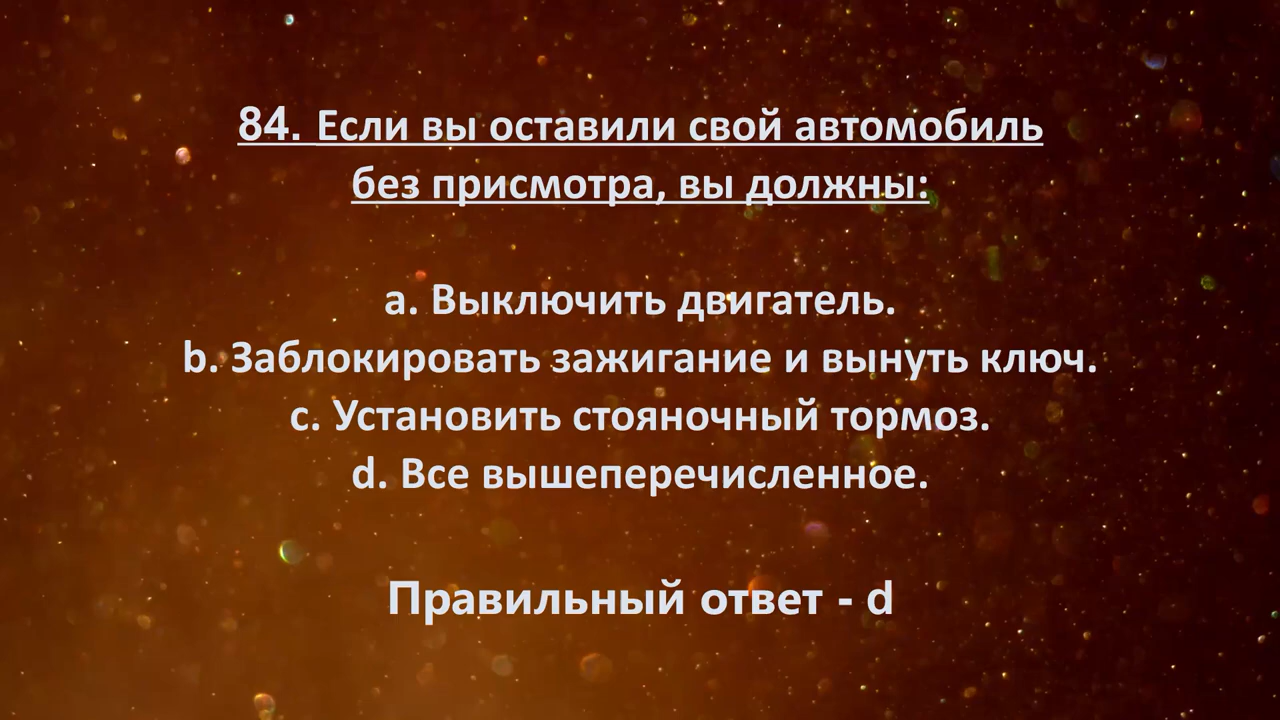 84. Если вы оставили свой автомобиль
без присмотра, вы должны:
a. Выключить двигатель.
b. Заблокировать зажигание и вынуть ключ.
c. Установить стояночный тормоз.
d. Все вышеперечисленное.
Правильный ответ - d